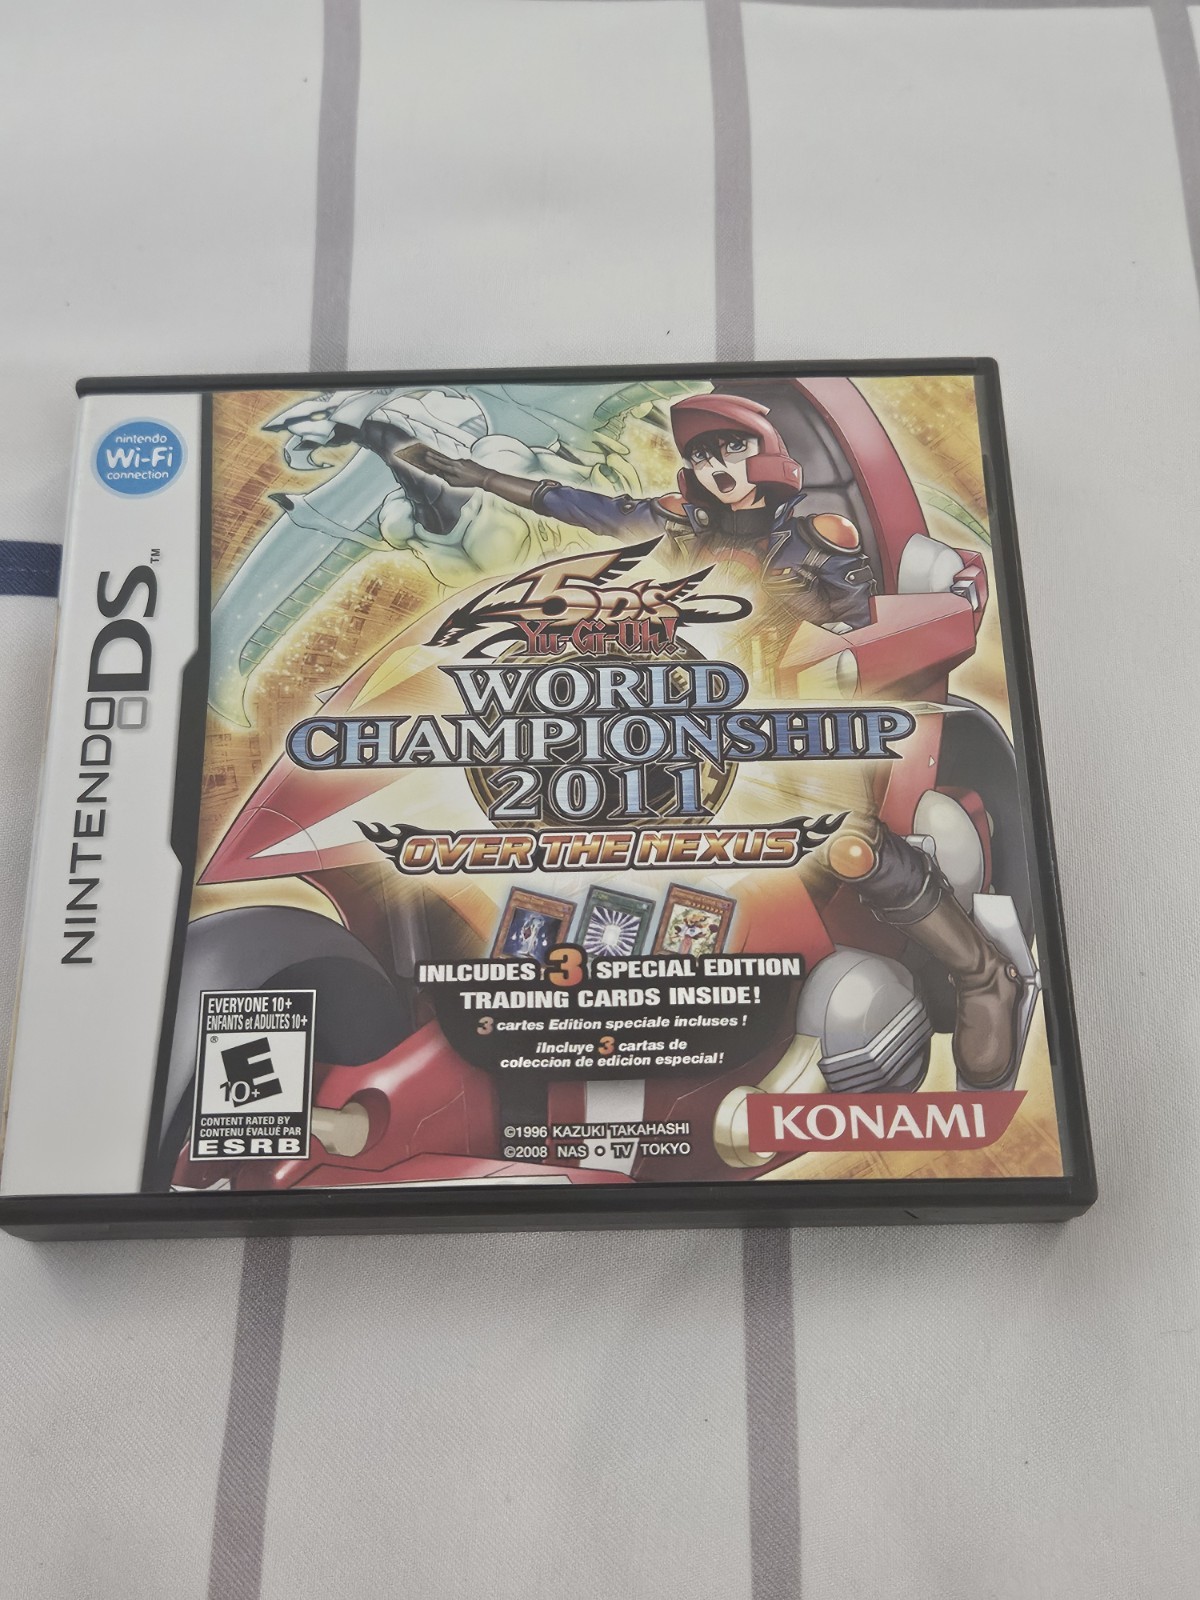 nintendo
Wi-Fi
connection
NINTENDO DS™
5D's
Yu-Gi-Oh!
WORLD
CHAMPIONSHIP
2011
OVER THE NEXUS
INLCUDES 3 SPECIAL EDITION
TRADING CARDS INSIDE!
3 cartes Edition speciale incluses !
¡Incluye 3 cartas de
coleccion de edicion especial!
EVERYONE 10+
ENFANTS et ADULTES 10+
®
E
10+
CONTENT RATED BY
CONTENU ÉVALUÉ PAR
ESRB
©1996 KAZUKI TAKAHASHI
©2008 NAS • TV TOKYO
KONAMI